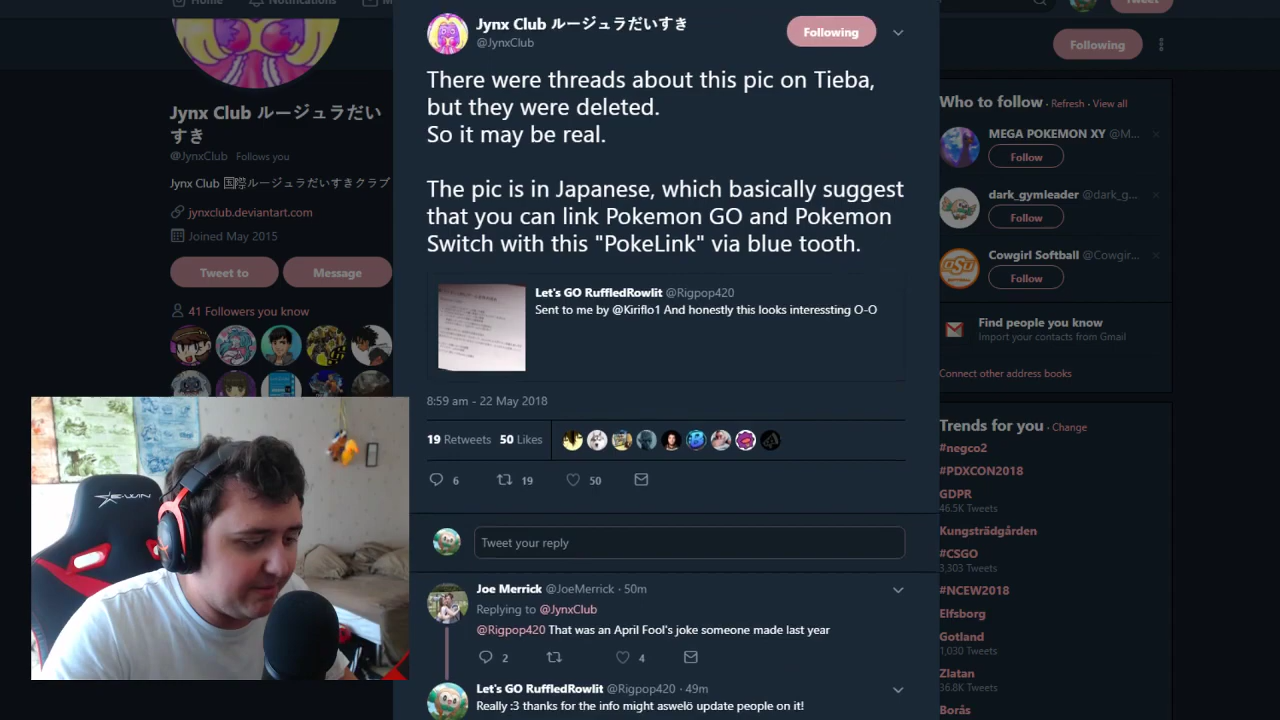 Home
Notifications
Tweet
Jynx Club ルージュラだいすき
@JynxClub
Following
Following
There were threads about this pic on Tieba,
but they were deleted.
So it may be real.
The pic is in Japanese, which basically suggest
that you can link Pokemon GO and Pokemon
Switch with this "PokeLink" via blue tooth.
Let's GO RuffledRowlit @Rigpop420
Sent to me by @Kiriflo1 And honestly this looks interessting O-O
8:59 am - 22 May 2018
19 Retweets 50 Likes
6 19 50
Tweet your reply
Joe Merrick @JoeMerrick · 50m
Replying to @JynxClub
@Rigpop420 That was an April Fool's joke someone made last year
2 4
Let's GO RuffledRowlit @Rigpop420 · 49m
Really :3 thanks for the info might aswelö update people on it!
Jynx Club ルージュラだい
すき
@JynxClub Follows you
Jynx Club 国際ルージュラだいすきクラブ
jynxclub.deviantart.com
Joined May 2015
Tweet to Message
41 Followers you know
Who to follow · Refresh · View all
MEGA POKEMON XY @M...
Follow
dark_gymleader @dark_g...
Follow
Cowgirl Softball @Cowgir...
Follow
Find people you know
Import your contacts from Gmail
Connect other address books
Trends for you · Change
#negco2
#PDXCON2018
GDPR
46.5K Tweets
Kungsträdgården
#CSGO
3,303 Tweets
#NCEW2018
Elfsborg
Gotland
1,030 Tweets
Zlatan
36.8K Tweets
Borås